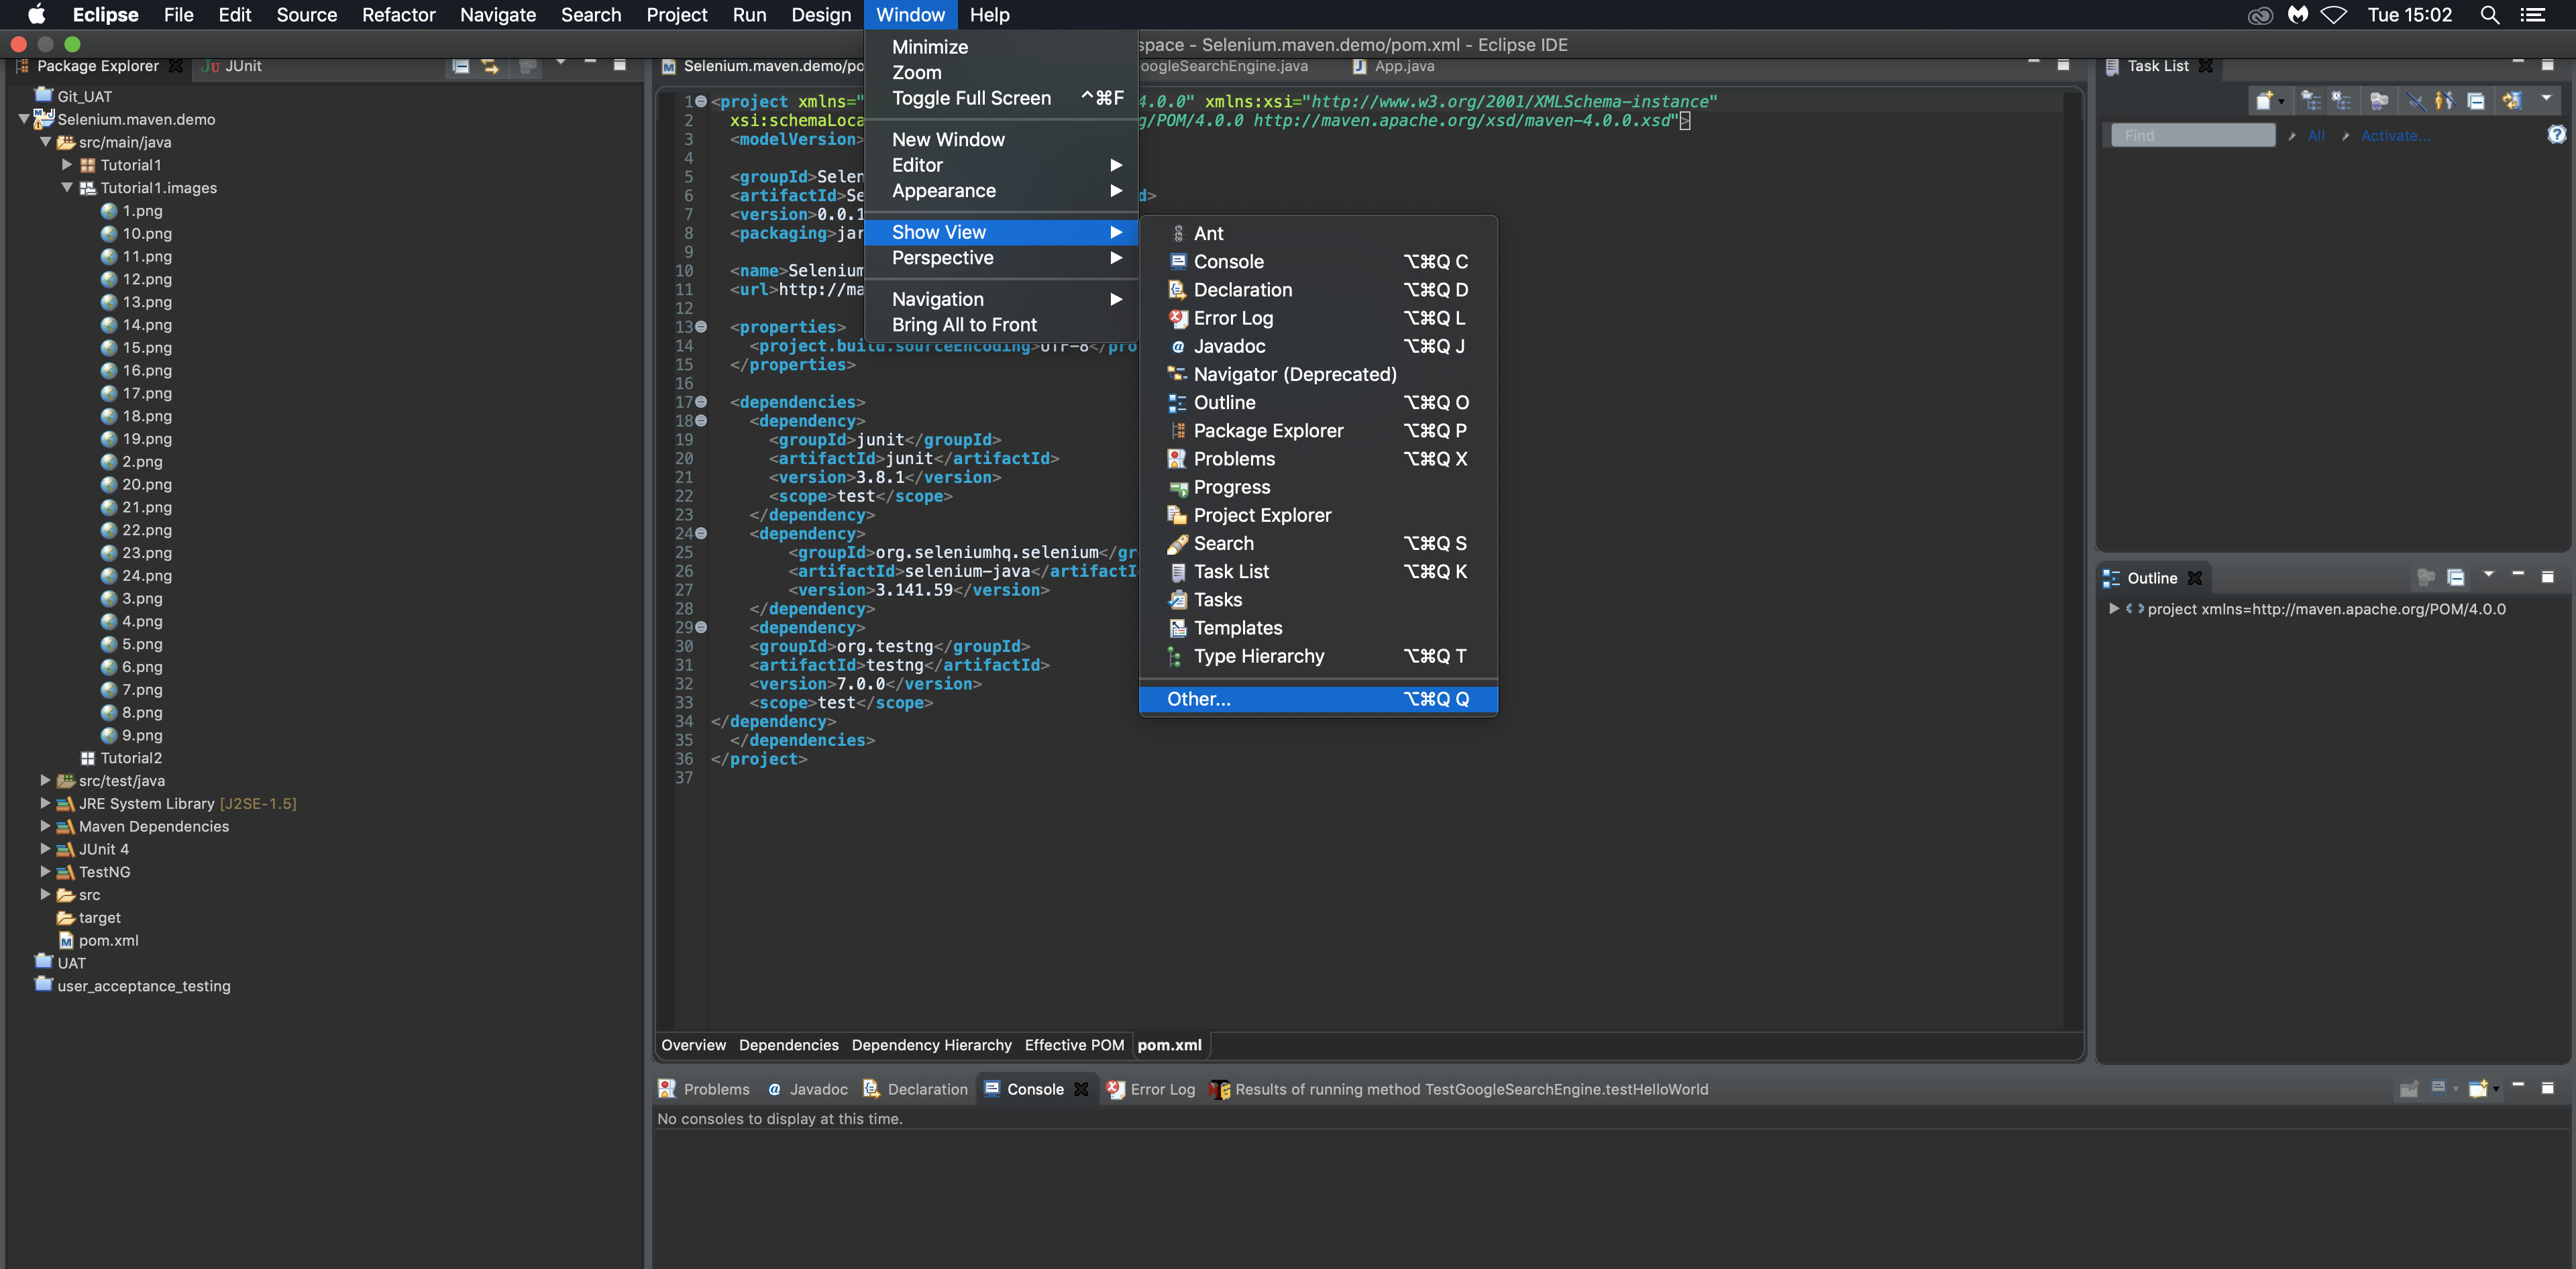 Eclipse File Edit Source Refactor Navigate Search Project Run Design Window Help Tue 15:02
space - Selenium.maven.demo/pom.xml - Eclipse IDE
Package Explorer JUnit
Git_UAT
Selenium.maven.demo
src/main/java
Tutorial1
Tutorial1.images
1.png
10.png
11.png
12.png
13.png
14.png
15.png
16.png
17.png
18.png
19.png
2.png
20.png
21.png
22.png
23.png
24.png
3.png
4.png
5.png
6.png
7.png
8.png
9.png
Tutorial2
src/test/java
JRE System Library [J2SE-1.5]
Maven Dependencies
JUnit 4
TestNG
src
target
pom.xml
UAT
user_acceptance_testing
Minimize
Zoom
Toggle Full Screen ^⌘F
New Window
Editor
Appearance
Show View
Perspective
Navigation
Bring All to Front
Ant
Console ⌥⌘Q C
Declaration ⌥⌘Q D
Error Log ⌥⌘Q L
Javadoc ⌥⌘Q J
Navigator (Deprecated)
Outline ⌥⌘Q O
Package Explorer ⌥⌘Q P
Problems ⌥⌘Q X
Progress
Project Explorer
Search ⌥⌘Q S
Task List ⌥⌘Q K
Tasks
Templates
Type Hierarchy ⌥⌘Q T
Other... ⌥⌘Q Q
Selenium.maven.demo/po oogleSearchEngine.java App.java
1 <project xmlns=" 4.0.0" xmlns:xsi="http://www.w3.org/2001/XMLSchema-instance"
2 xsi:schemaLoca g/POM/4.0.0 http://maven.apache.org/xsd/maven-4.0.0.xsd">
3 <modelVersion>
4
5 <groupId>Selen
6 <artifactId>Se d>
7 <version>0.0.1
8 <packaging>jar
9
10 <name>Selenium
11 <url>http://ma
12
13 <properties>
14 <project.build.sourceEncoding>UTF-8</pro
15 </properties>
16
17 <dependencies>
18 <dependency>
19 <groupId>junit</groupId>
20 <artifactId>junit</artifactId>
21 <version>3.8.1</version>
22 <scope>test</scope>
23 </dependency>
24 <dependency>
25 <groupId>org.seleniumhq.selenium</gr
26 <artifactId>selenium-java</artifactI
27 <version>3.141.59</version>
28 </dependency>
29 <dependency>
30 <groupId>org.testng</groupId>
31 <artifactId>testng</artifactId>
32 <version>7.0.0</version>
33 <scope>test</scope>
34 </dependency>
35 </dependencies>
36 </project>
37
Overview Dependencies Dependency Hierarchy Effective POM pom.xml
Problems Javadoc Declaration Console Error Log Results of running method TestGoogleSearchEngine.testHelloWorld
No consoles to display at this time.
Task List
Find All Activate...
Outline
project xmlns=http://maven.apache.org/POM/4.0.0